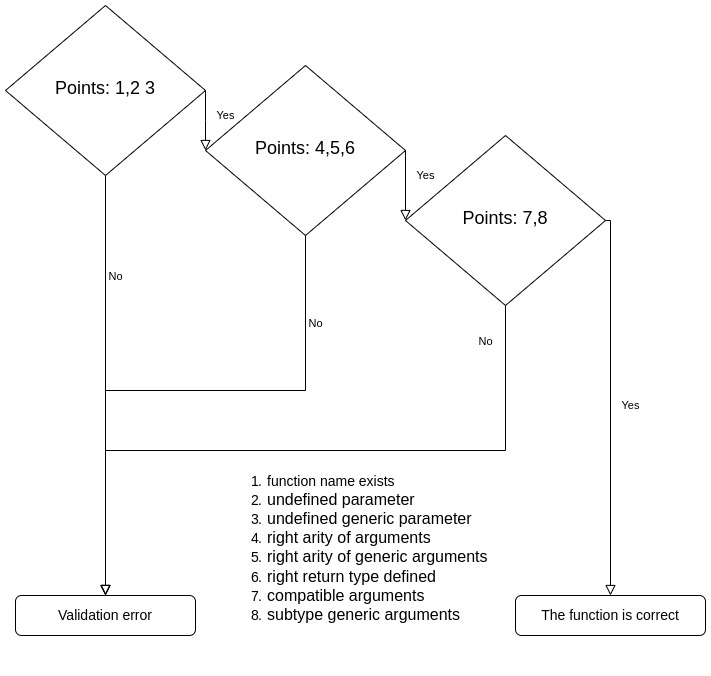 Points: 1,2 3
Yes
Points: 4,5,6
Yes
Points: 7,8
No
No
No
Yes
1. function name exists
2. undefined parameter
3. undefined generic parameter
4. right arity of arguments
5. right arity of generic arguments
6. right return type defined
7. compatible arguments
8. subtype generic arguments
Validation error
The function is correct